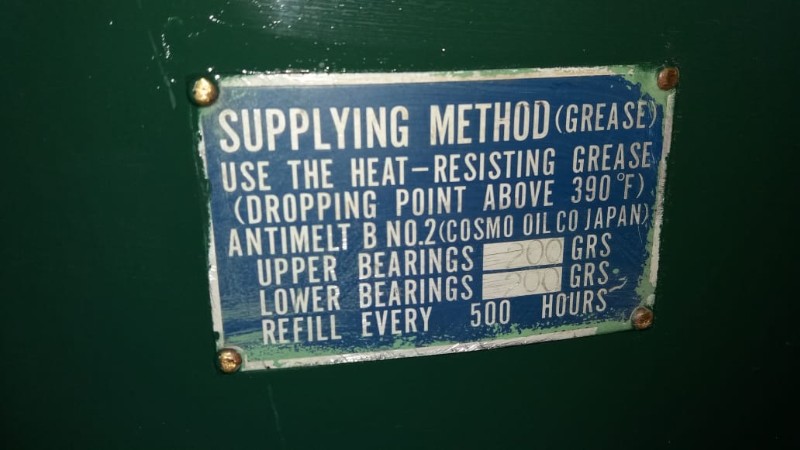 SUPPLYING METHOD (GREASE)
USE THE HEAT-RESISTING GREASE
(DROPPING POINT ABOVE 390°F)
ANTIMELT B NO.2(COSMO OIL CO JAPAN)
UPPER BEARINGS 200 GRS
LOWER BEARINGS 200 GRS
REFILL EVERY 500 HOURS